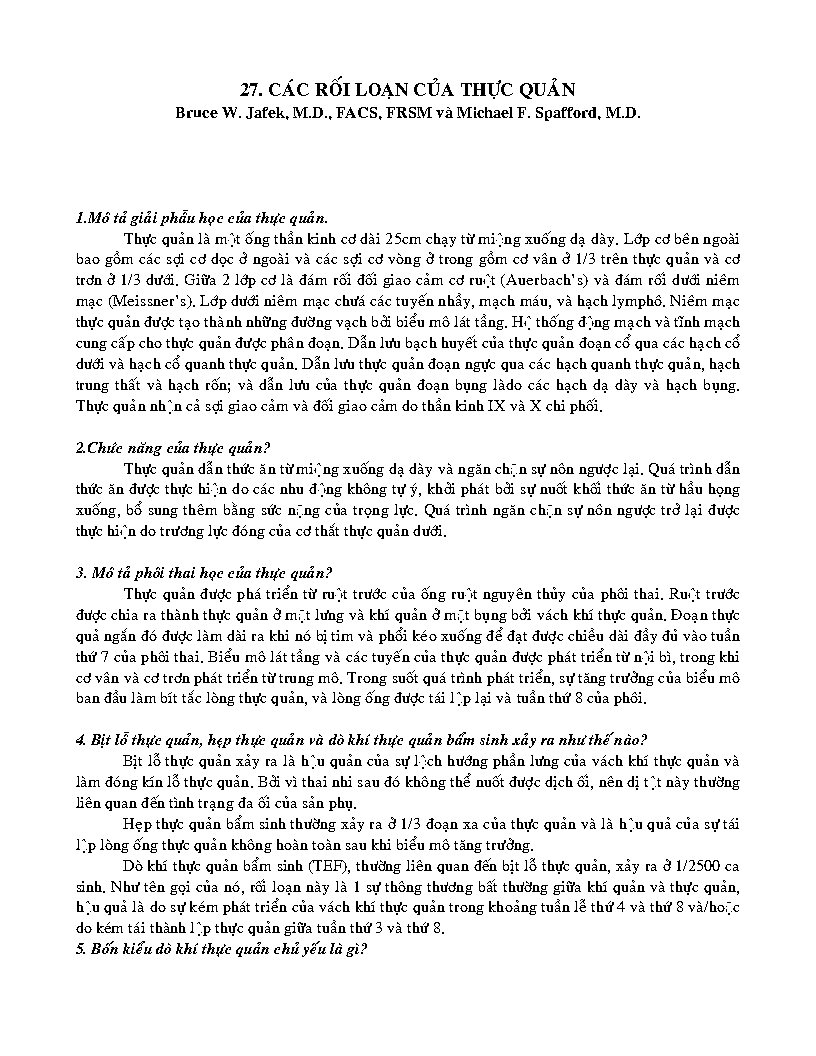 27. CÁC RỐI LOẠN CỦA THỰC QUẢN
Bruce W. Jafek, M.D., FACS, FRSM và Michael F. Spafford, M.D.
1.Mô tả giải phẫu học của thực quản.
Thực quản là một ống thần kinh cơ dài 25cm chạy từ miệng xuống dạ dày. Lớp cơ bên ngoài
bao gồm các sợi cơ dọc ở ngoài và các sợi cơ vòng ở trong gồm cơ vân ở 1/3 trên thực quản và cơ
trơn ở 1/3 dưới. Giữa 2 lớp cơ là đám rối đối giao cảm cơ ruột (Auerbach's) và đám rối dưới niêm
mạc (Meissner's). Lớp dưới niêm mạc chưá các tuyến nhầy, mạch máu, và hạch lymphô. Niêm mạc
thực quản được tạo thành những đường vạch bởi biểu mô lát tầng. Hệ thống động mạch và tĩnh mạch
cung cấp cho thực quản được phân đoạn. Dẫn lưu bạch huyết của thực quản đoạn cổ qua các hạch cổ
dưới và hạch cổ quanh thực quản. Dẫn lưu thực quản đoạn ngực qua các hạch quanh thực quản, hạch
trung thất và hạch rốn; và dẫn lưu của thực quản đoạn bụng làdo các hạch dạ dày và hạch bụng.
Thực quản nhận cả sợi giao cảm và đối giao cảm do thần kinh IX và X chi phối.
2.Chức năng của thực quản?
Thực quản dẫn thức ăn từ miệng xuống dạ dày và ngăn chặn sự nôn ngược lại. Quá trình dẫn
thức ăn được thực hiện do các nhu động không tự ý, khởi phát bởi sự nuốt khối thức ăn từ hầu họng
xuống, bổ sung thêm bằng sức nặng của trọng lực. Quá trình ngăn chặn sự nôn ngược trở lại được
thực hiện do trương lực đóng của cơ thắt thực quản dưới.
3. Mô tả phôi thai học của thực quản?
Thực quản được phá triển từ ruột trước của ống ruột nguyên thủy của phôi thai. Ruột trước
được chia ra thành thực quản ở mặt lưng và khí quản ở mặt bụng bởi vách khí thực quản. Đoạn thực
quả ngắn đó được làm dài ra khi nó bị tim và phổi kéo xuống để đạt được chiều dài đầy đủ vào tuần
thứ 7 của phôi thai. Biểu mô lát tầng và các tuyến của thực quản được phát triển từ nội bì, trong khi
cơ vân và cơ trơn phát triển từ trung mô. Trong suốt quá trình phát triển, sự tăng trưởng của biểu mô
ban đầu làm bít tắc lòng thực quản, và lòng ống được tái lập lại và tuần thứ 8 của phôi.
4. Bịt lỗ thực quản, hẹp thực quản và dò khí thực quản bẩm sinh xảy ra như thế nào?
Bịt lỗ thực quản xảy ra là hậu quản của sự lệch hướng phần lưng của vách khí thực quản và
làm đóng kín lỗ thực quản. Bởi vì thai nhi sau đó không thể nuốt được dịch ối, nên dị tật này thường
liên quan đến tình trạng đa ối của sản phụ.
Hẹp thực quản bẩm sinh thường xảy ra ở 1/3 đoạn xa của thực quản và là hậu quả của sự tái
lập lòng ống thực quản không hoàn toàn sau khi biểu mô tăng trưởng.
Dò khí thực quản bẩm sinh (TEF), thường liên quan đến bịt lỗ thực quản, xảy ra ở 1/2500 ca
sinh. Như tên gọi của nó, rối loạn này là 1 sự thông thương bất thường giữa khí quản và thực quản,
hậu quả là do sự kém phát triển của vách khí thực quản trong khoảng tuần lễ thứ 4 và thứ 8 và/hoặc
do kém tái thành lập thực quản giữa tuần thứ 3 và thứ 8.
5. Bốn kiểu dò khí thực quản chủ yếu là gì?